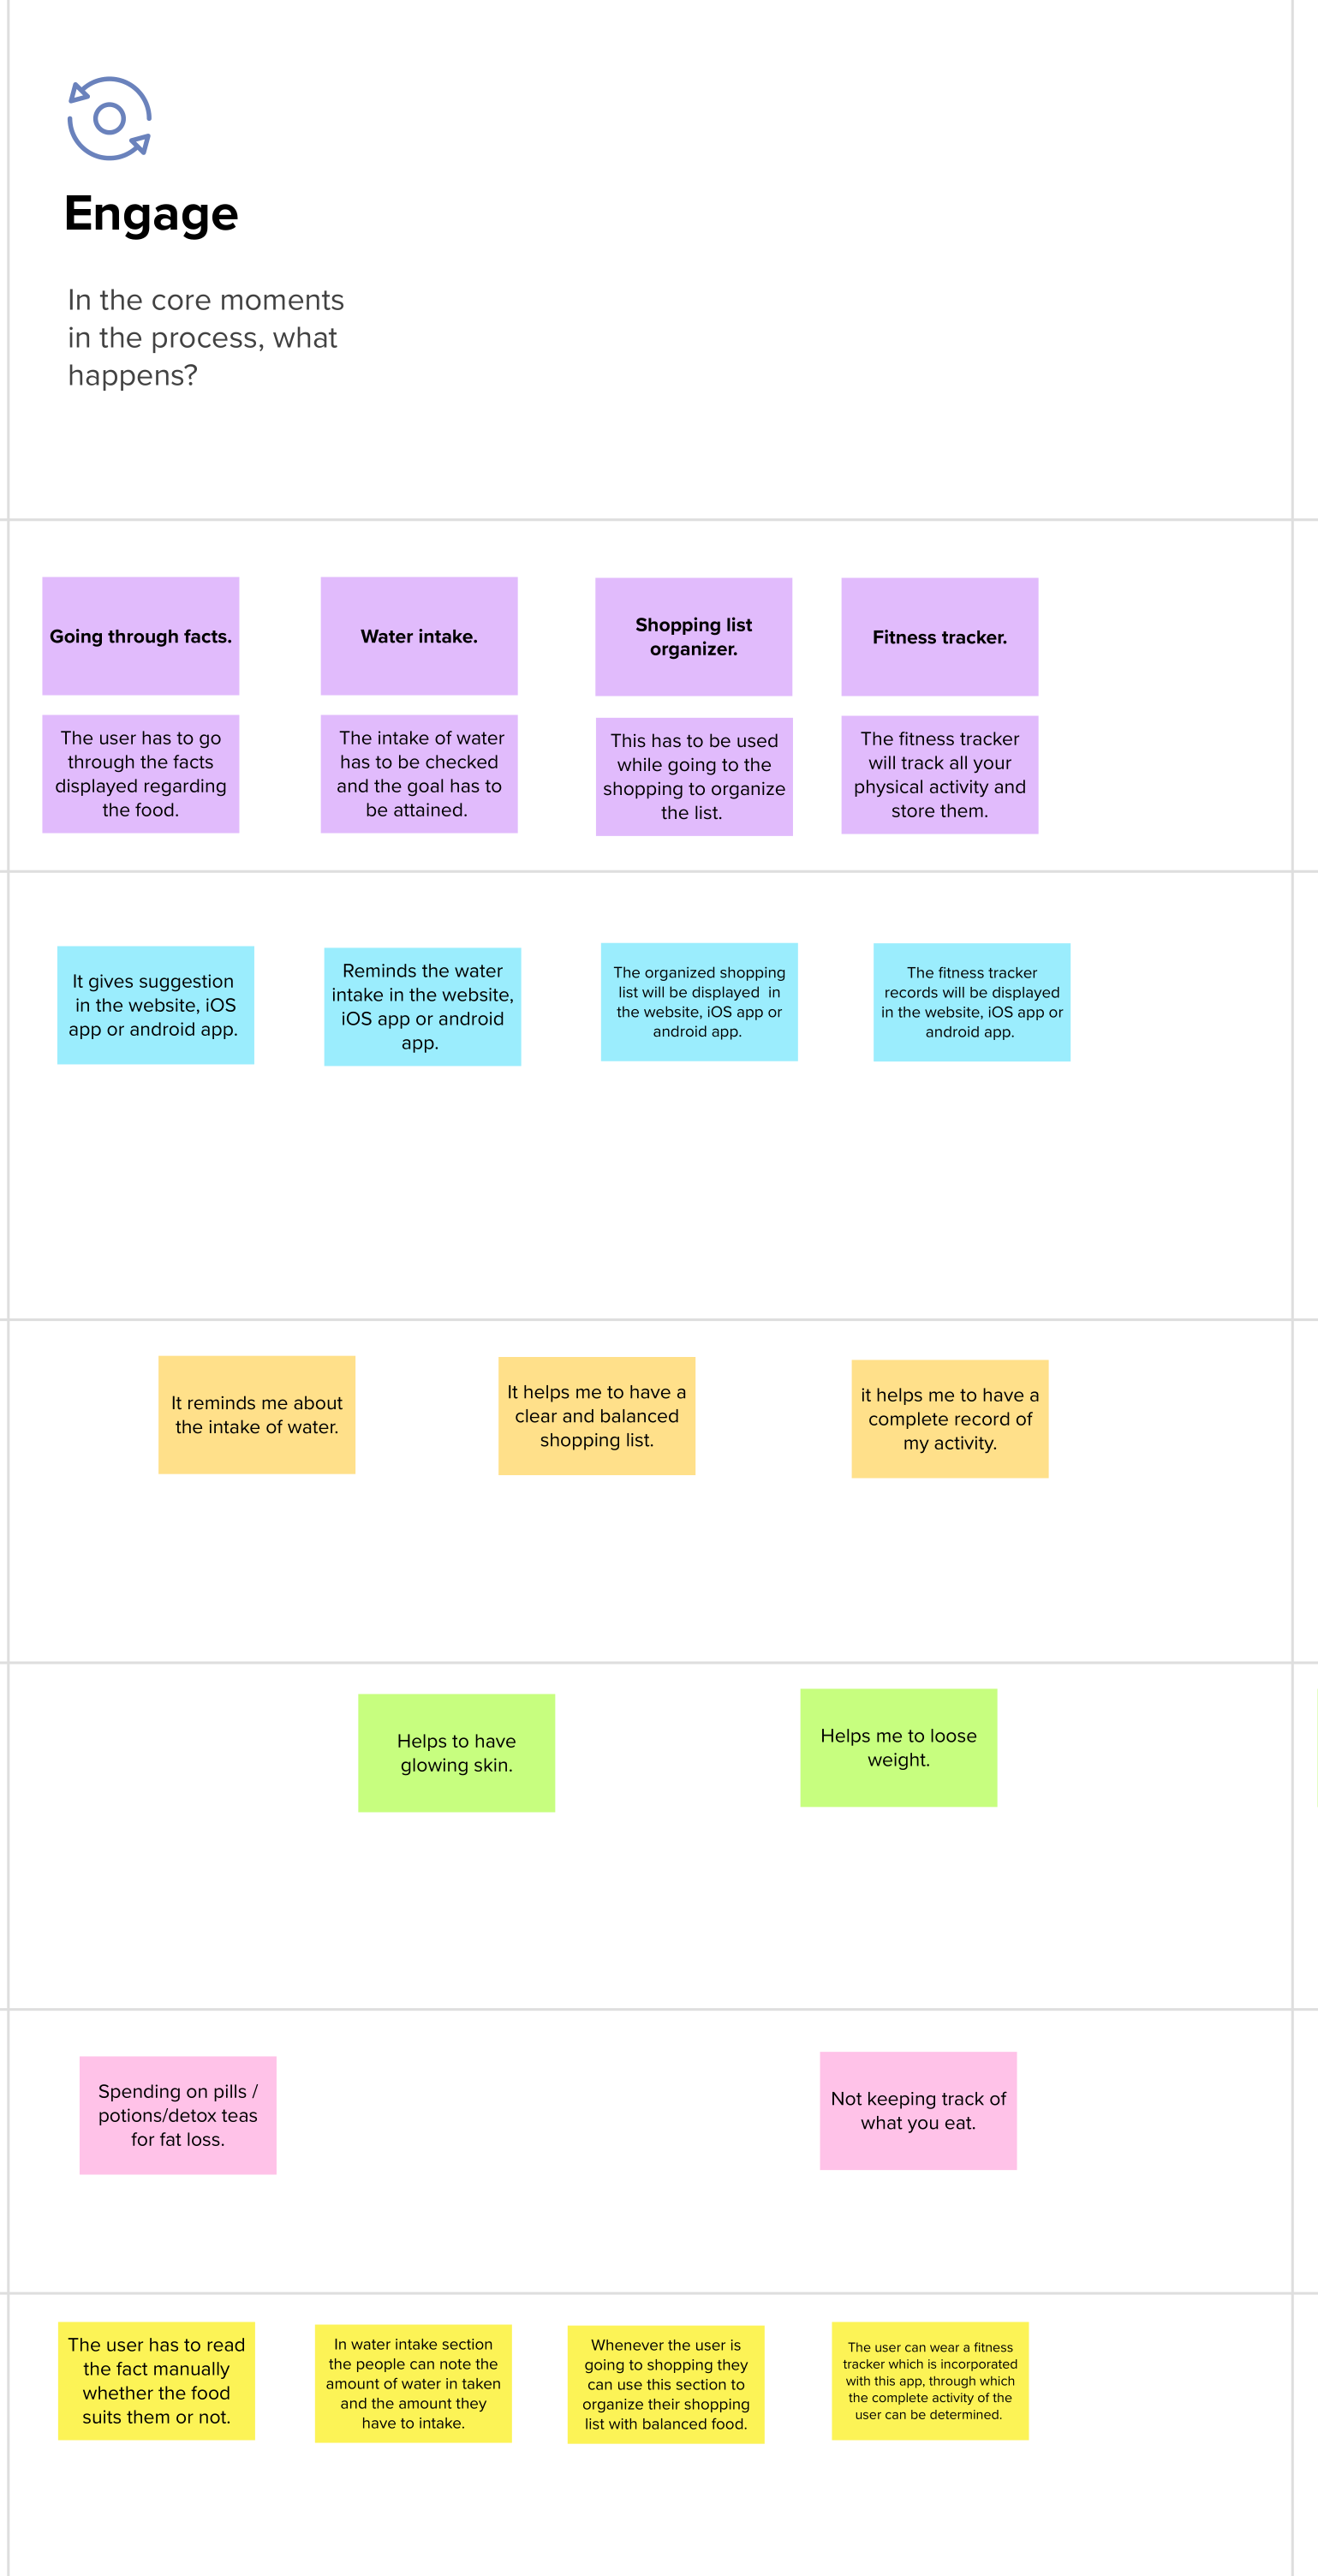 Engage
In the core moments
in the process, what
happens?
Going through facts.
Water intake.
Shopping list
organizer.
Fitness tracker.
The user has to go
through the facts
displayed regarding
the food.
The intake of water
has to be checked
and the goal has to
be attained.
This has to be used
while going to the
shopping to organize
the list.
The fitness tracker
will track all your
physical activity and
store them.
It gives suggestion
in the website, iOS
app or android app.
Reminds the water
intake in the website,
iOS app or android
app.
The organized shopping
list will be displayed in
the website, iOS app or
android app.
The fitness tracker
records will be displayed
in the website, iOS app or
android app.
It reminds me about
the intake of water.
It helps me to have a
clear and balanced
shopping list.
it helps me to have a
complete record of
my activity.
Helps to have
glowing skin.
Helps me to loose
weight.
Spending on pills /
potions/detox teas
for fat loss.
Not keeping track of
what you eat.
The user has to read
the fact manually
whether the food
suits them or not.
In water intake section
the people can note the
amount of water in taken
and the amount they
have to intake.
Whenever the user is
going to shopping they
can use this section to
organize their shopping
list with balanced food.
The user can wear a fitness
tracker which is incorporated
with this app, through which
the complete activity of the
user can be determined.